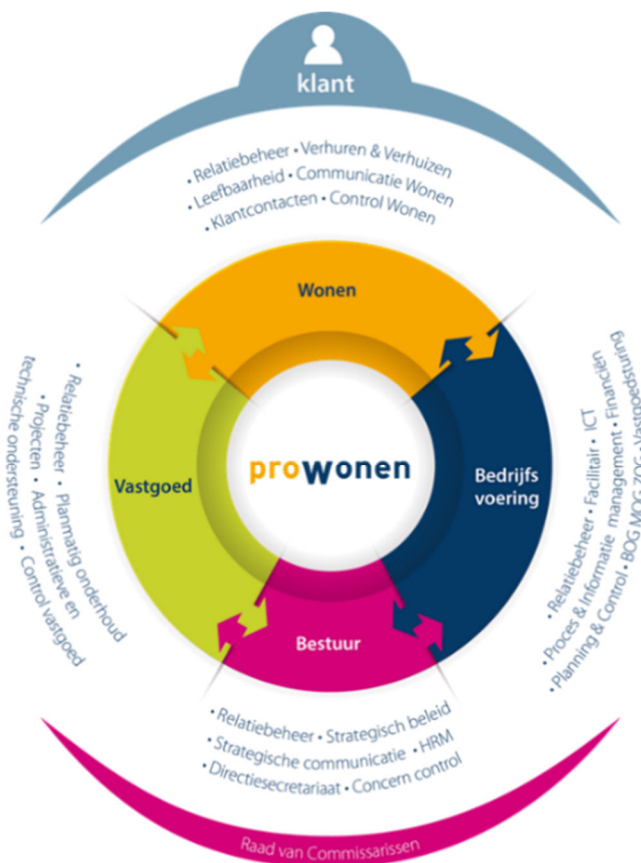 klant
• Relatiebeheer • Verhuren & Verhuizen
• Leefbaarheid • Communicatie Wonen
• Klantcontacten • Control Wonen
Wonen
Vastgoed
prowonen
Bedrijfs
voering
Bestuur
• Relatiebeheer • Planmatig onderhoud
• Projecten • Administratieve en
technische ondersteuning • Control vastgoed
• Relatiebeheer • Facilitair • ICT
• Proces & Informatie management • Financiën
• Planning & Control • BOG MOG ZOG • Vastgoedsturing
• Relatiebeheer • Strategisch beleid
• Strategische communicatie • HRM
• Directiesecretariaat • Concern control
Raad van Commissarissen